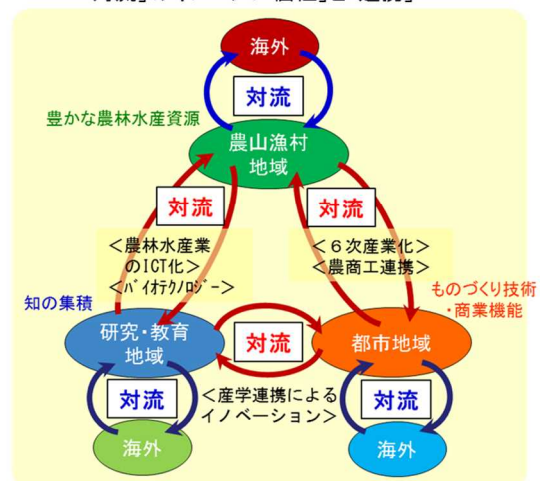 海外
対流
豊かな農林水産資源
農山漁村
地域
対流
対流
<農林水産業
のICT化>
<ﾊﾞｲｵﾃｸﾉﾛｼﾞｰ>
<６次産業化>
<農商工連携>
知の集積
ものづくり技術
・商業機能
研究・教育
地域
対流
都市地域
対流
<産学連携による
イノベーション>
対流
海外
海外